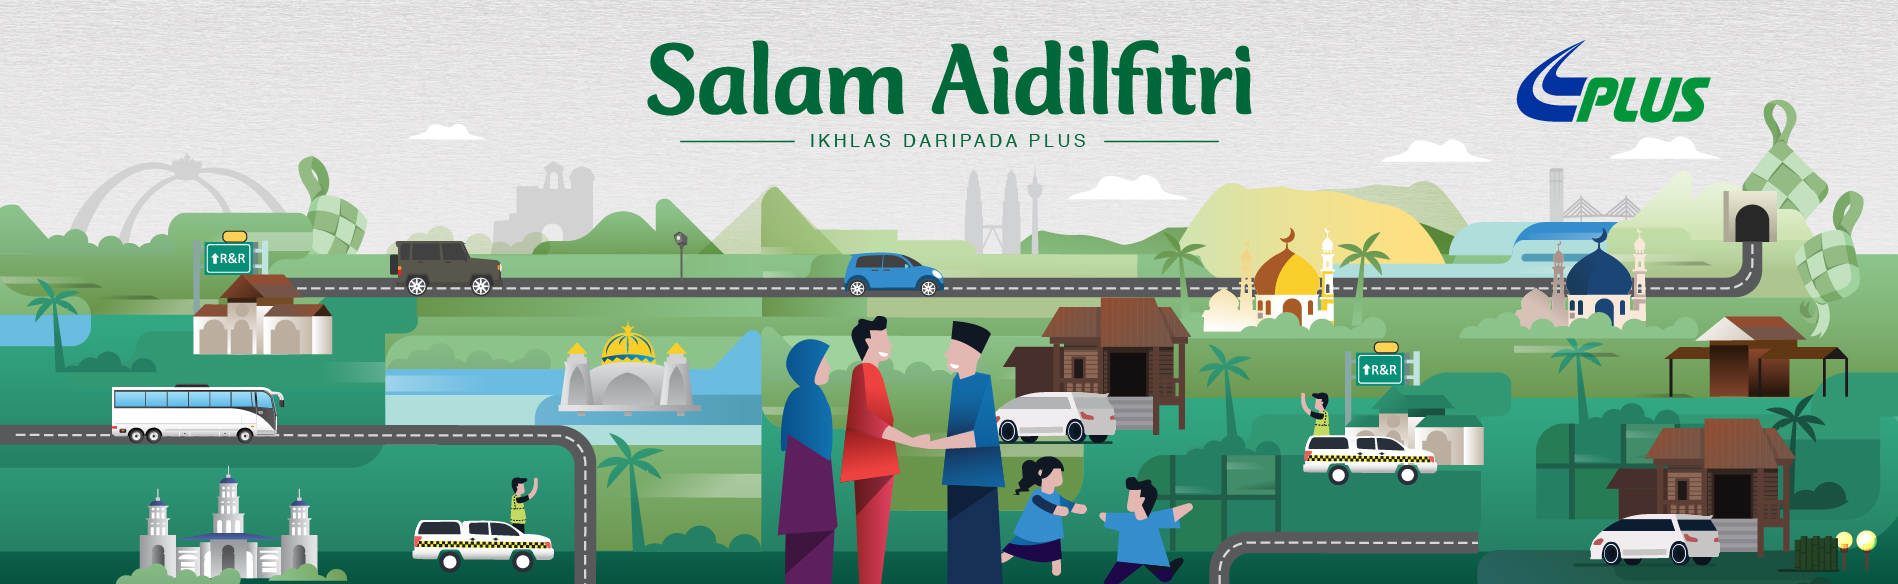 Salam Aidilfitri
IKHLAS DARIPADA PLUS
PLUS
R&R
R&R